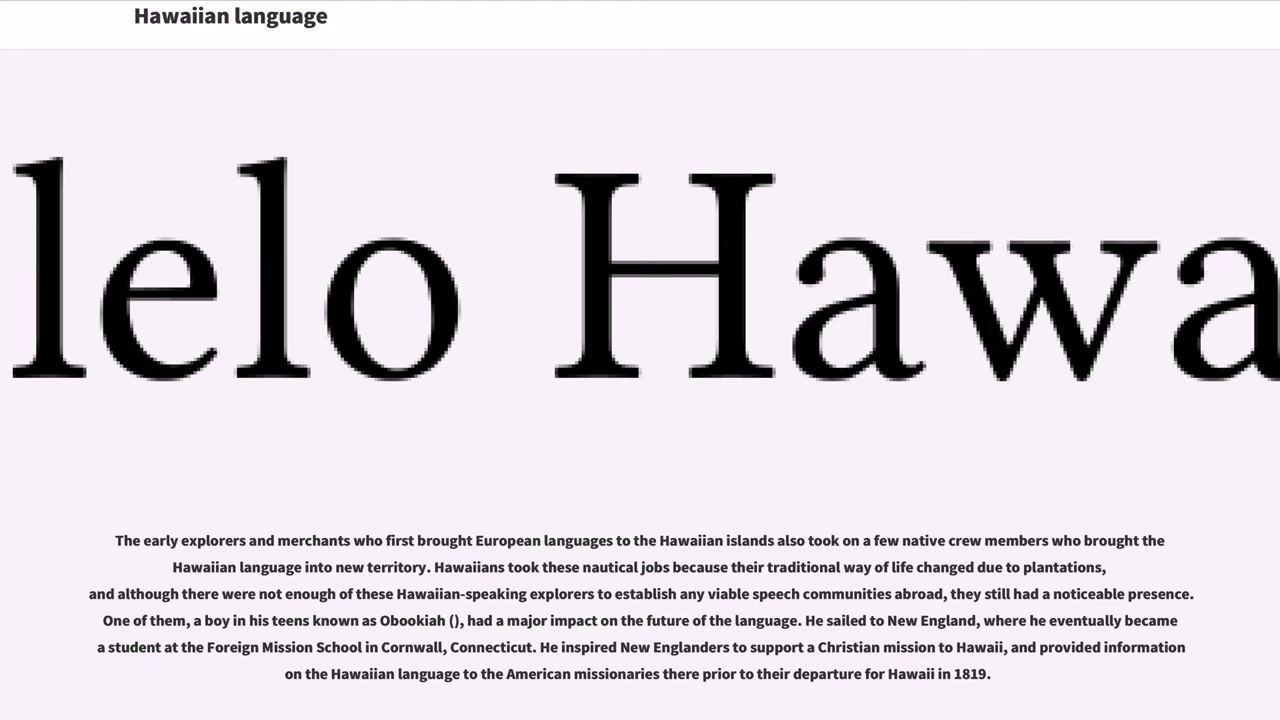 Hawaiian language
lelo Hawa
The early explorers and merchants who first brought European languages to the Hawaiian islands also took on a few native crew members who brought the
Hawaiian language into new territory. Hawaiians took these nautical jobs because their traditional way of life changed due to plantations,
and although there were not enough of these Hawaiian-speaking explorers to establish any viable speech communities abroad, they still had a noticeable presence.
One of them, a boy in his teens known as Obookiah (), had a major impact on the future of the language. He sailed to New England, where he eventually became
a student at the Foreign Mission School in Cornwall, Connecticut. He inspired New Englanders to support a Christian mission to Hawaii, and provided information
on the Hawaiian language to the American missionaries there prior to their departure for Hawaii in 1819.